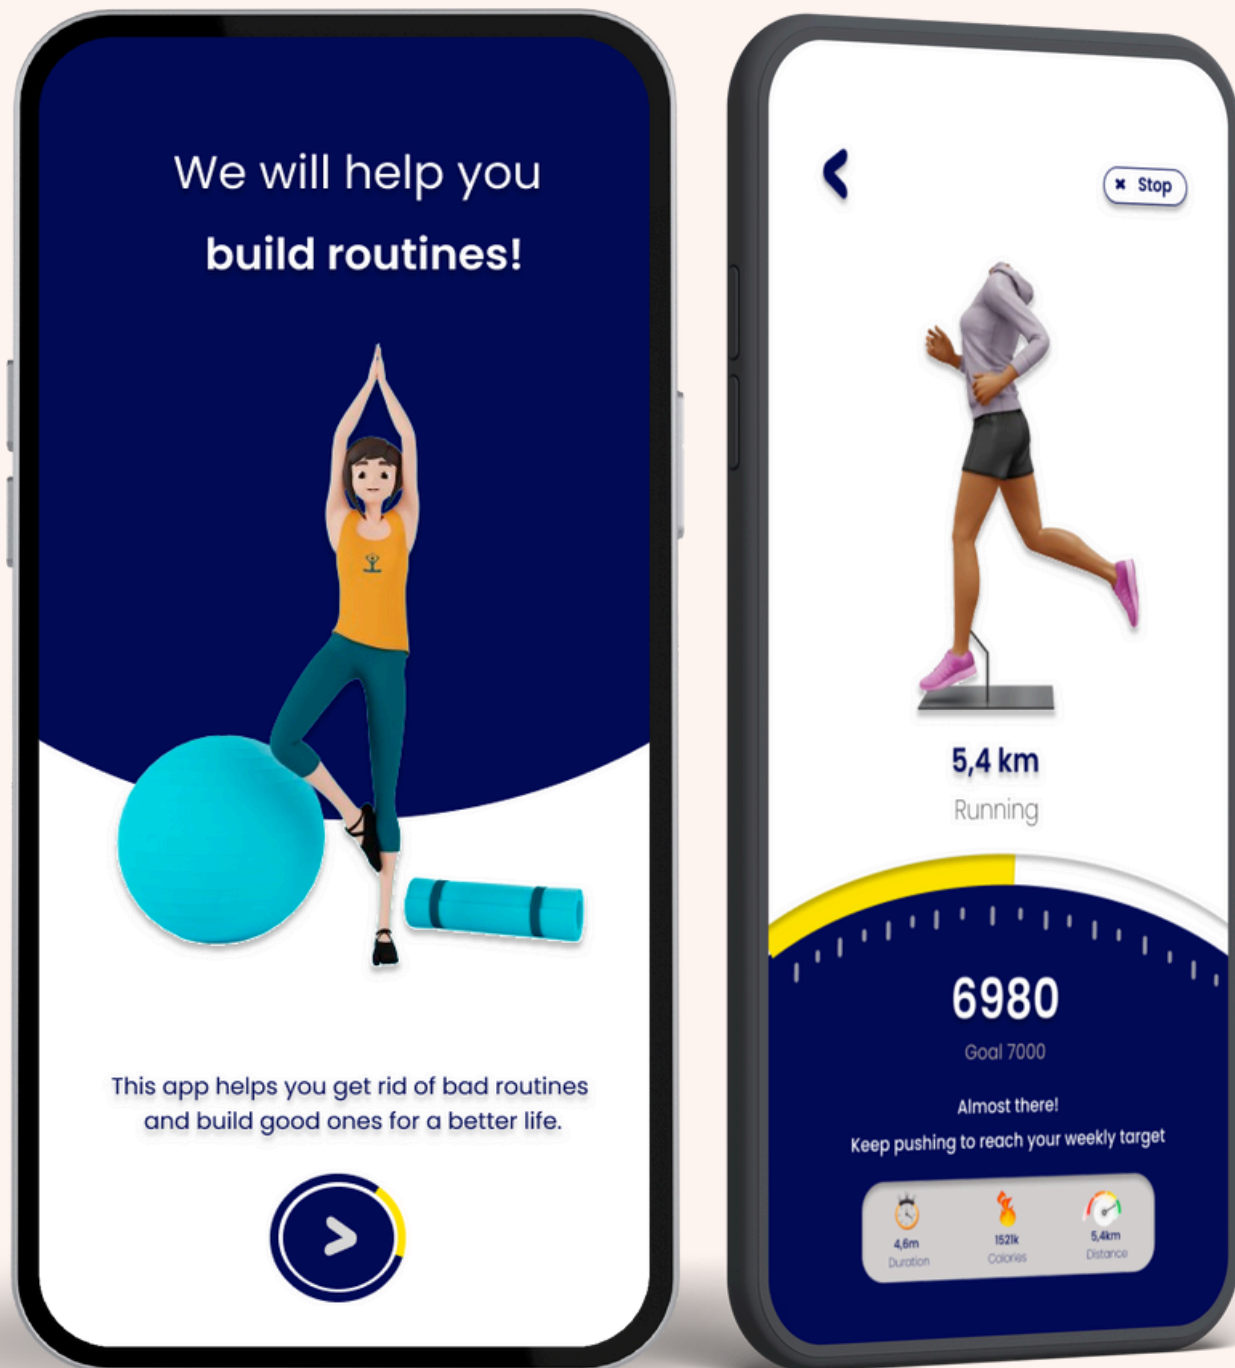 We will help you
build routines!
This app helps you get rid of bad routines
and build good ones for a better life.
Stop
5,4 km
Running
6980
Goal 7000
Almost there!
Keep pushing to reach your weekly target
4,6m
Duration
1521k
Calories
5,4km
Distance